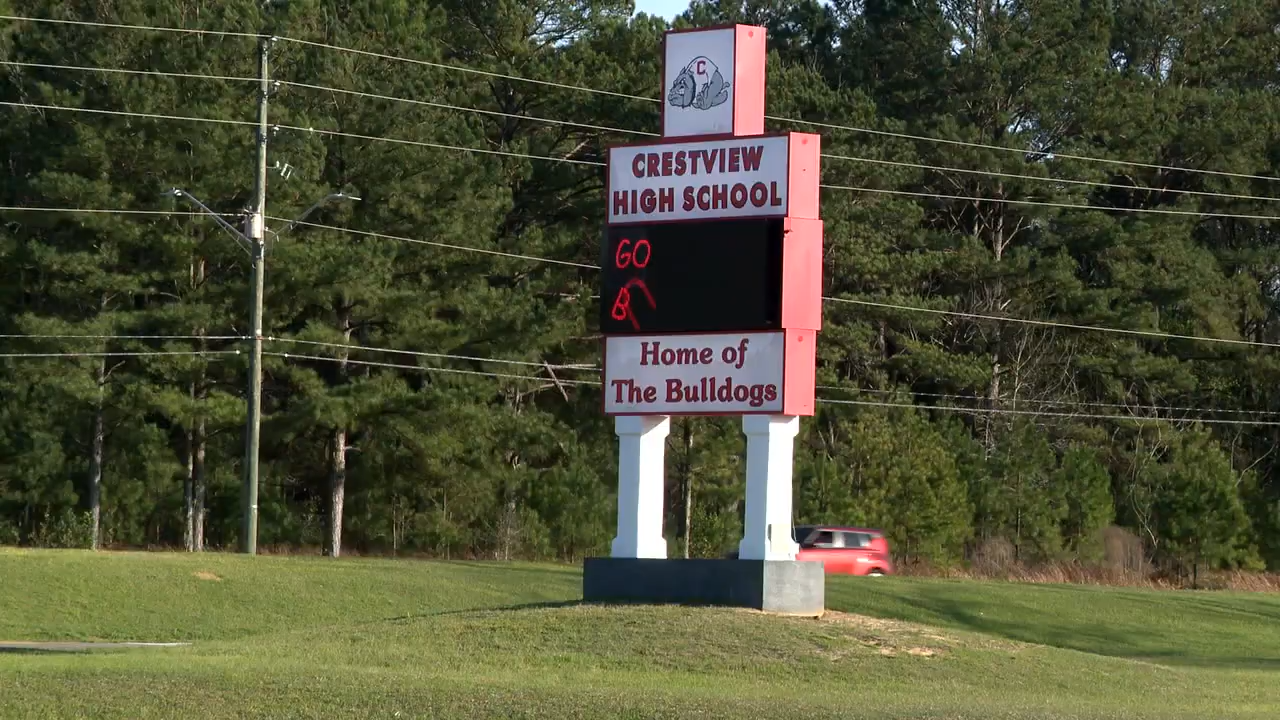 C
CRESTVIEW
HIGH SCHOOL
GO
B
Home of
The Bulldogs